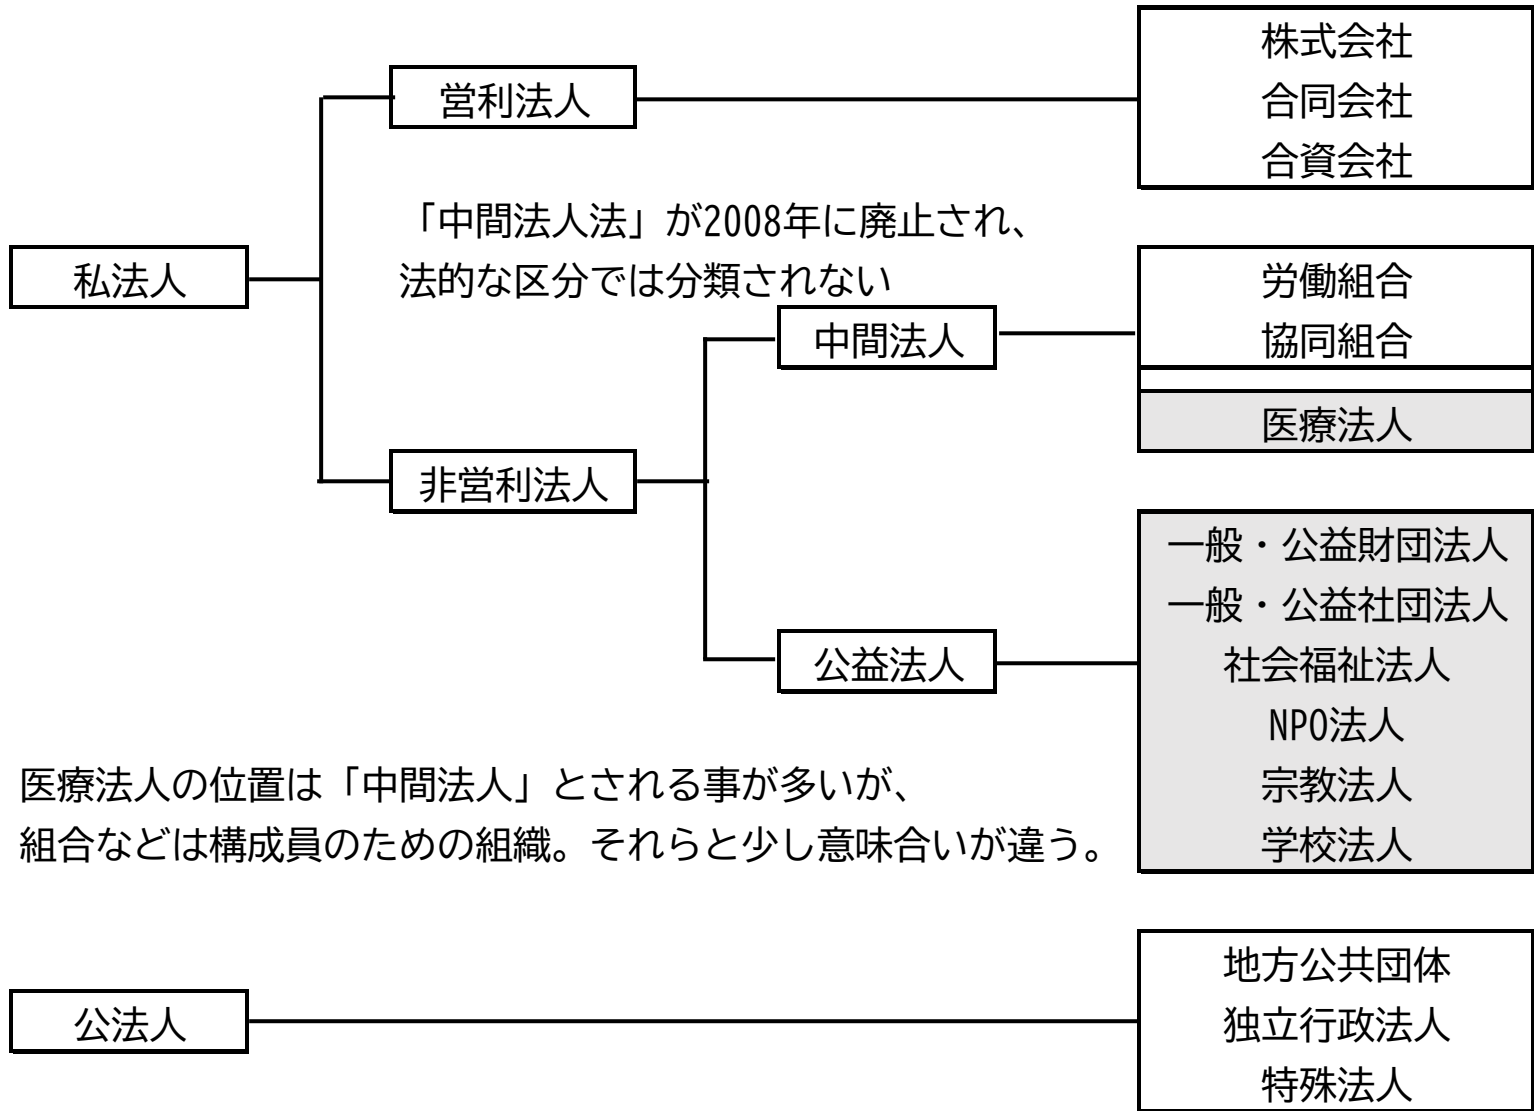 株式会社
営利法人
合同会社
合資会社
「中間法人法」が2008年に廃止され、
法的な区分では分類されない
私法人
労働組合
中間法人
協同組合
医療法人
非営利法人
一般・公益財団法人
一般・公益社団法人
公益法人
社会福祉法人
NPO法人
宗教法人
学校法人
医療法人の位置は「中間法人」とされる事が多いが、
組合などは構成員のための組織。それらと少し意味合いが違う。
地方公共団体
公法人
独立行政法人
特殊法人